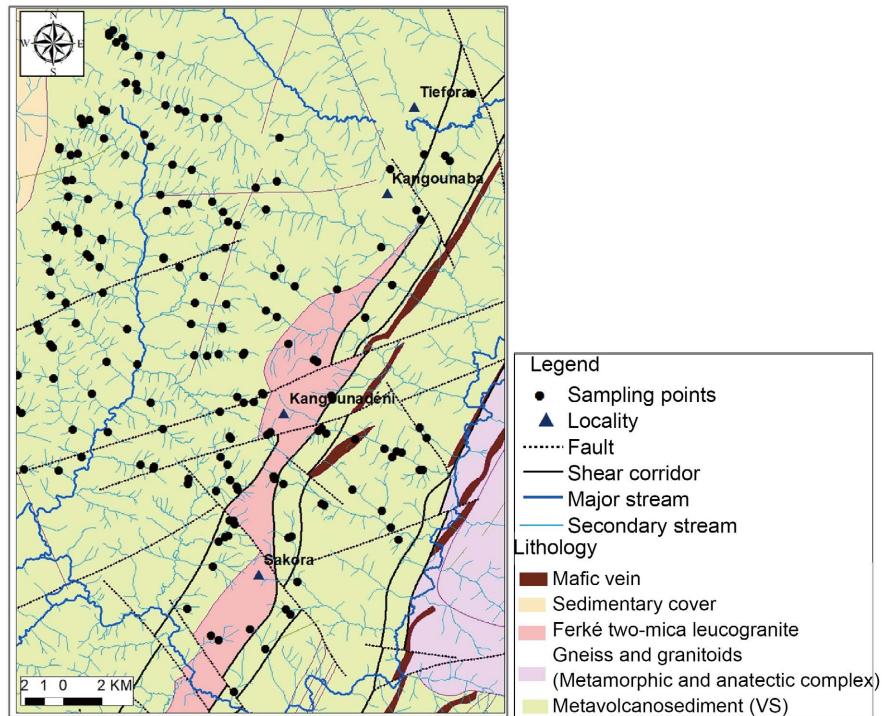 N
W E
S
Tiefora
Kangounaba
Kangounadéni
Sakora
2 1 0 2 KM
Legend
Sampling points
Locality
Fault
Shear corridor
Major stream
Secondary stream
Lithology
Mafic vein
Sedimentary cover
Ferké two-mica leucogranite
Gneiss and granitoids
(Metamorphic and anatectic complex)
Metavolcanosediment (VS)